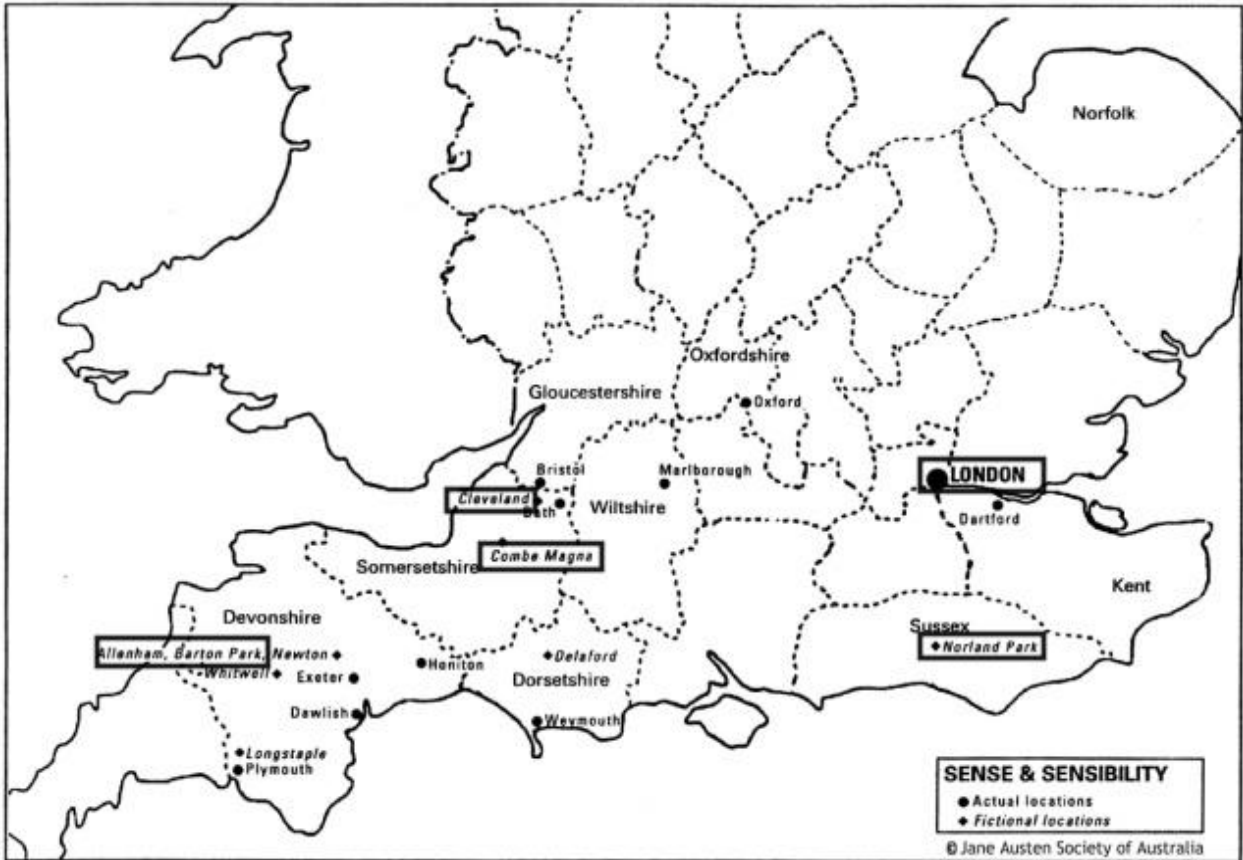 Norfolk
Oxfordshire
Oxford
Gloucestershire
Bristol
Marlborough
LONDON
Cleveland
Bath
Wiltshire
Dartford
Combe Magna
Somersetshire
Kent
Devonshire
Sussex
Allenham, Barton Park, Newton
Honiton
Delaford
Norland Park
Whitwell
Exeter
Dorsetshire
Dawlish
Weymouth
Longstaple
Plymouth
SENSE & SENSIBILITY
Actual locations
Fictional locations
© Jane Austen Society of Australia